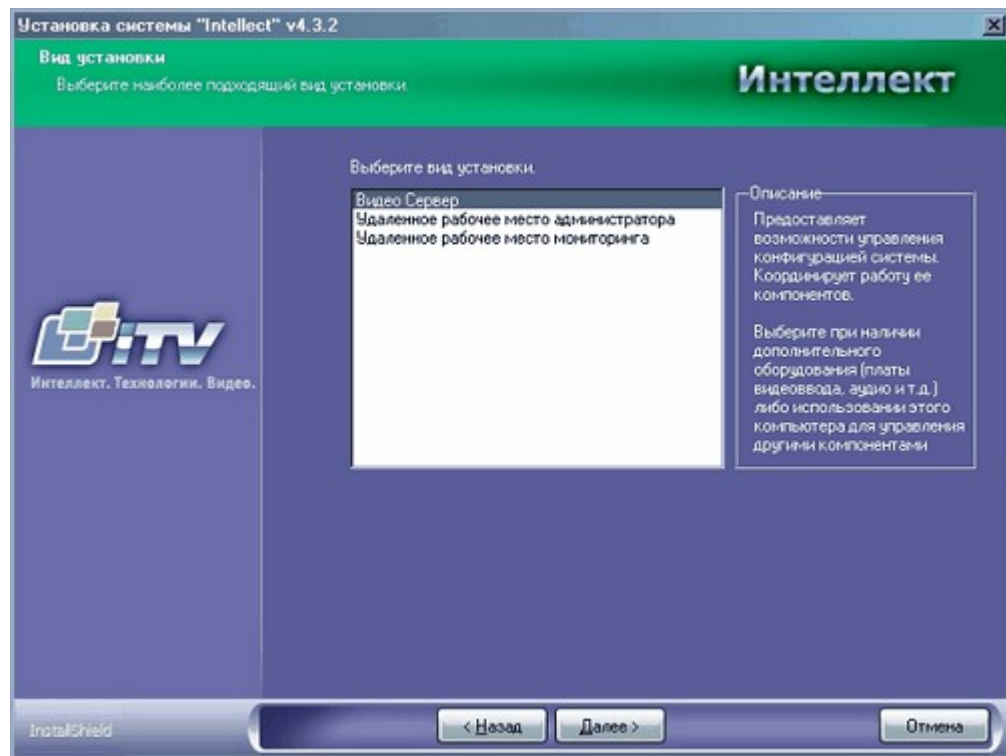 Установка системы "Intellect" v4.3.2
Вид установки
Выберите наиболее подходящий вид установки.
Интеллект
Выберите вид установки.
Видео Сервер
Удаленное рабочее место администратора
Удаленное рабочее место мониторинга
Описание
Предоставляет
возможности управления
конфигурацией системы.
Координирует работу ее
компонентов.
Выберите при наличии
дополнительного
оборудования (платы
видеоввода, аудио и т.д.)
либо использовании этого
компьютера для управления
другими компонентами
iTV
Интеллект. Технологии. Видео.
InstallShield
< Назад
Далее >
Отмена